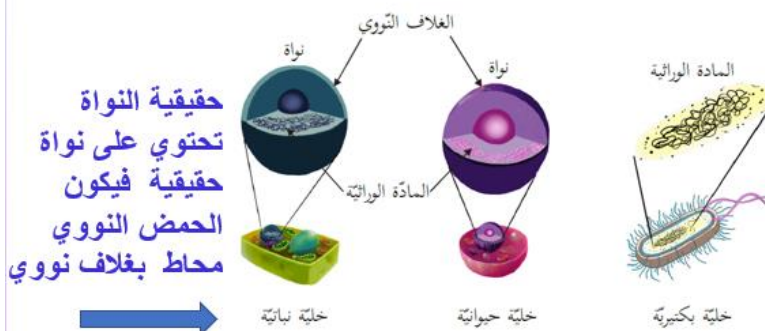 الغلاف النّووي
نواة
نواة
المادة الوراثية
حقيقية النواة
تحتوي على نواة
حقيقية فيكون
الحمض النووي
محاط بغلاف نووي
المادّة الوراثيّة
خليّة بكتيريّة
خليّة حيوانيّة
خليّة نباتيّة